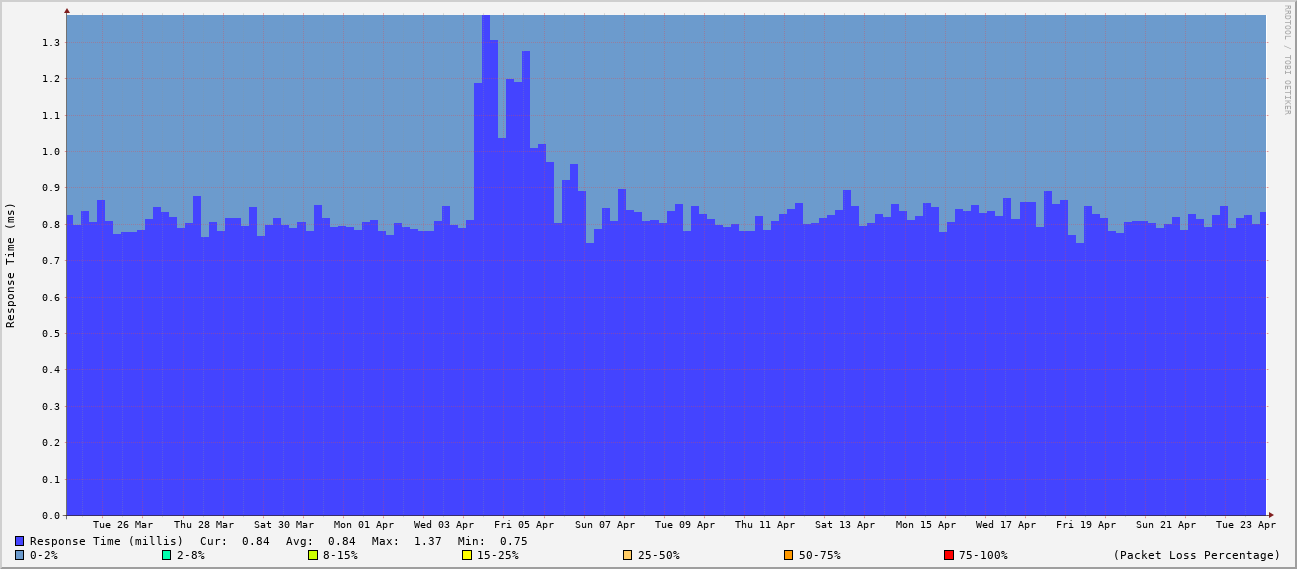 RRDTOOL / TOBI OETIKER
Response Time (ms)
1.3
1.2
1.1
1.0
0.9
0.8
0.7
0.6
0.5
0.4
0.3
0.2
0.1
0.0
Tue 26 Mar Thu 28 Mar Sat 30 Mar Mon 01 Apr Wed 03 Apr Fri 05 Apr Sun 07 Apr Tue 09 Apr Thu 11 Apr Sat 13 Apr Mon 15 Apr Wed 17 Apr Fri 19 Apr Sun 21 Apr Tue 23 Apr
Response Time (millis) Cur: 0.84 Avg: 0.84 Max: 1.37 Min: 0.75
0-2% 2-8% 8-15% 15-25% 25-50% 50-75% 75-100% (Packet Loss Percentage)